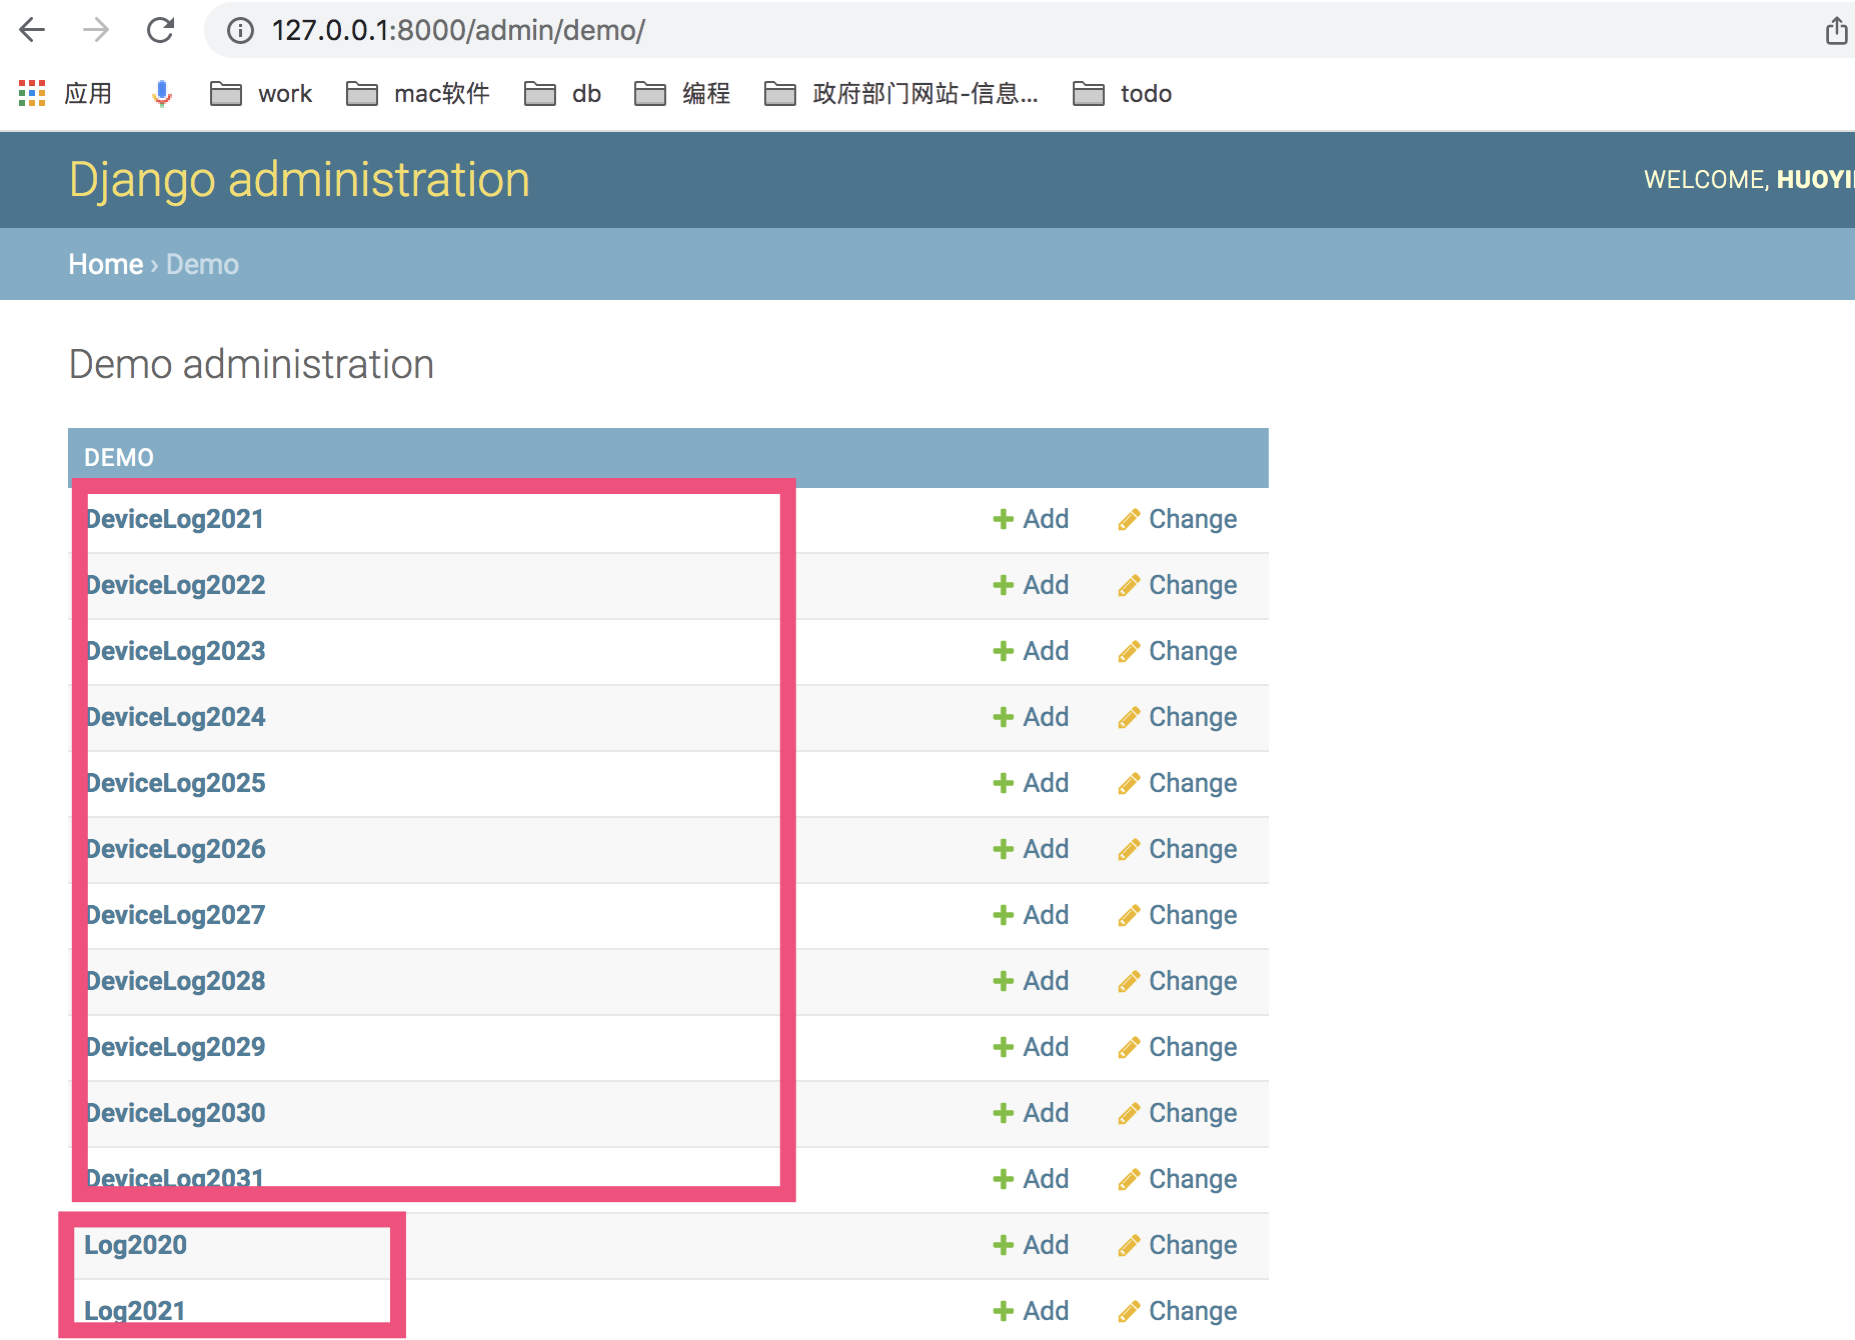 127.0.0.1:8000/admin/demo/
应用 work mac软件 db 编程 政府部门网站-信息... todo
Django administration
WELCOME, HUOYI
Home › Demo
Demo administration
DEMO
DeviceLog2021 Add Change
DeviceLog2022 Add Change
DeviceLog2023 Add Change
DeviceLog2024 Add Change
DeviceLog2025 Add Change
DeviceLog2026 Add Change
DeviceLog2027 Add Change
DeviceLog2028 Add Change
DeviceLog2029 Add Change
DeviceLog2030 Add Change
DeviceLog2031 Add Change
Log2020 Add Change
Log2021 Add Change